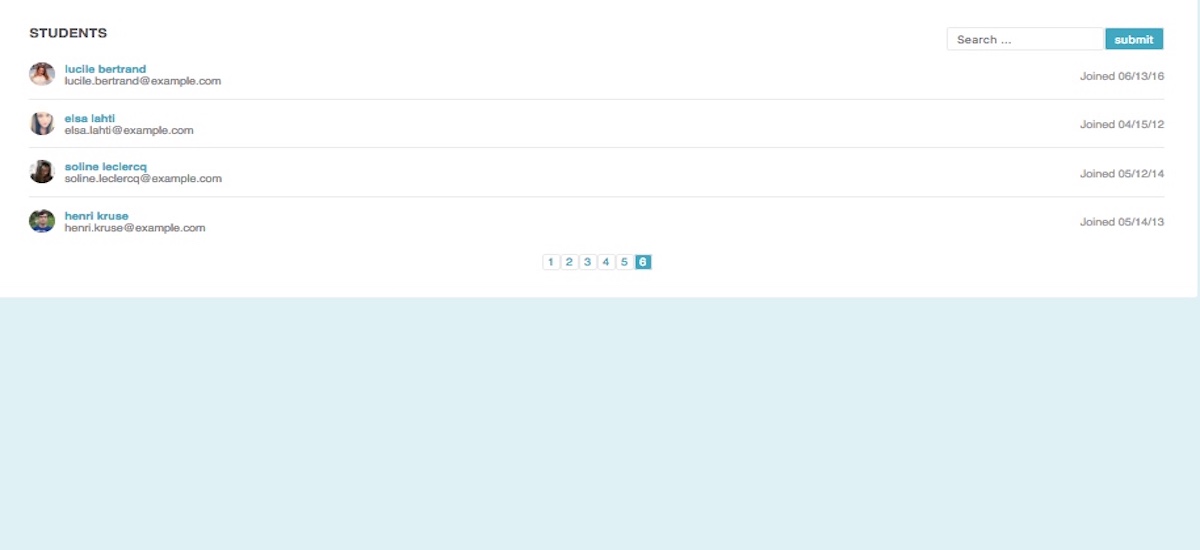 STUDENTS
Search ...
submit
lucile bertrand
lucile.bertrand@example.com
Joined 06/13/16
elsa lahti
elsa.lahti@example.com
Joined 04/15/12
soline leclercq
soline.leclercq@example.com
Joined 05/12/14
henri kruse
henri.kruse@example.com
Joined 05/14/13
1 2 3 4 5 6